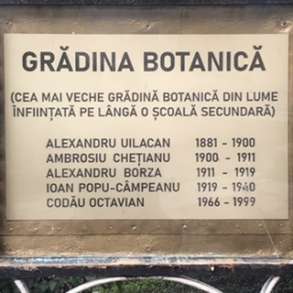 GRĂDINA BOTANICĂ
(CEA MAI VECHE GRĂDINĂ BOTANICĂ DIN LUME
ÎNFIINȚATĂ PE LÂNGĂ O ȘCOALĂ SECUNDARĂ)
ALEXANDRU UILACAN 1881 - 1900
AMBROSIU CHEȚIANU 1900 - 1911
ALEXANDRU BORZA 1911 - 1919
IOAN POPU-CÂMPEANU 1919 - 1940
CODĂU OCTAVIAN 1966 - 1999